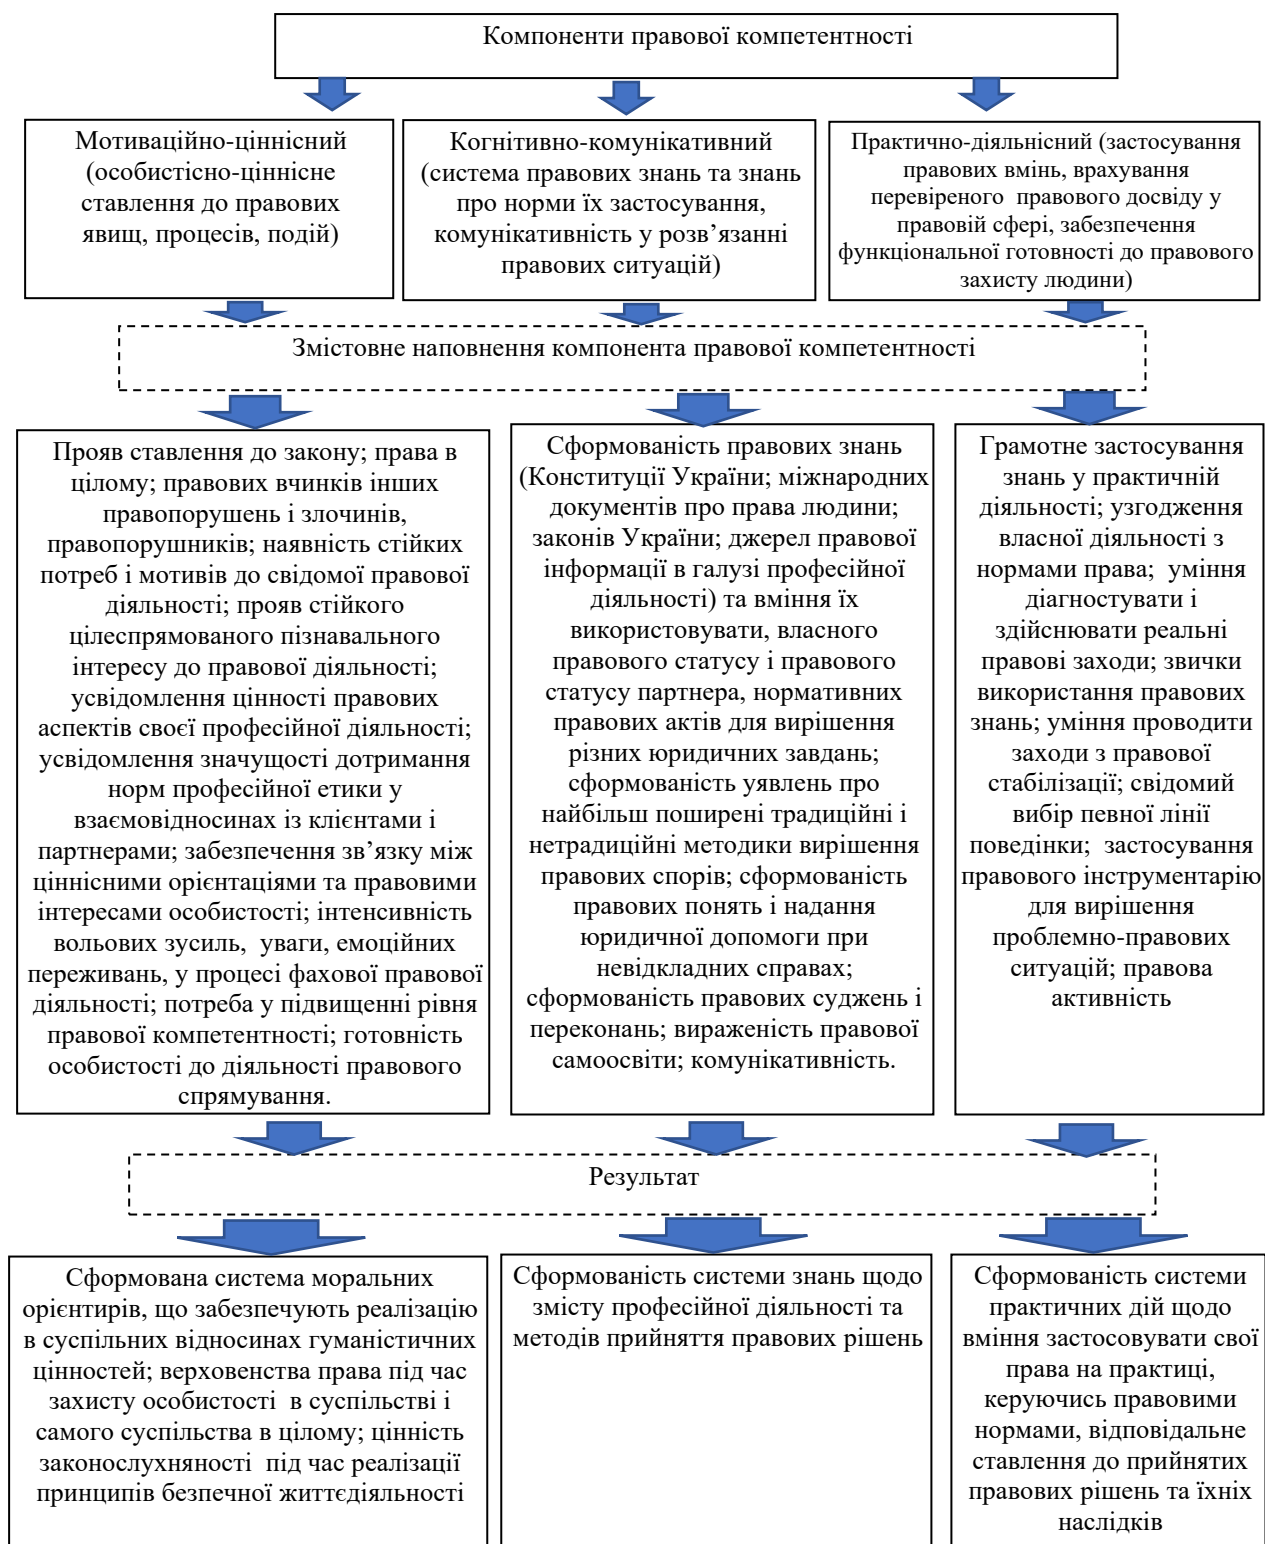 Компоненти правової компетентності
Мотиваційно-ціннісний
(особистісно-ціннісне
ставлення до правових
явищ, процесів, подій)
Когнітивно-комунікативний
(система правових знань та знань
про норми їх застосування,
комунікативність у розв’язанні
правових ситуацій)
Практично-діяльнісний (застосування
правових вмінь, врахування
перевіреного правового досвіду у
правовій сфері, забезпечення
функціональної готовності до правового
захисту людини)
Змістовне наповнення компонента правової компетентності
Прояв ставлення до закону; права в
цілому; правових вчинків інших
правопорушень і злочинів,
правопорушників; наявність стійких
потреб і мотивів до свідомої правової
діяльності; прояв стійкого
цілеспрямованого пізнавального
інтересу до правової діяльності;
усвідомлення цінності правових
аспектів своєї професійної діяльності;
усвідомлення значущості дотримання
норм професійної етики у
взаємовідносинах із клієнтами і
партнерами; забезпечення зв’язку між
ціннісними орієнтаціями та правовими
інтересами особистості; інтенсивність
вольових зусиль, уваги, емоційних
переживань, у процесі фахової правової
діяльності; потреба у підвищенні рівня
правової компетентності; готовність
особистості до діяльності правового
спрямування.
Сформованість правових знань
(Конституції України; міжнародних
документів про права людини;
законів України; джерел правової
інформації в галузі професійної
діяльності) та вміння їх
використовувати, власного
правового статусу і правового
статусу партнера, нормативних
правових актів для вирішення
різних юридичних завдань;
сформованість уявлень про
найбільш поширені традиційні і
нетрадиційні методики вирішення
правових спорів; сформованість
правових понять і надання
юридичної допомоги при
невідкладних справах;
сформованість правових суджень і
переконань; вираженість правової
самоосвіти; комунікативність.
Грамотне застосування
знань у практичній
діяльності; узгодження
власної діяльності з
нормами права; уміння
діагностувати і
здійснювати реальні
правові заходи; звички
використання правових
знань; уміння проводити
заходи з правової
стабілізації; свідомий
вибір певної лінії
поведінки; застосування
правового інструментарію
для вирішення
проблемно-правових
ситуацій; правова
активність
Результат
Сформована система моральних
орієнтирів, що забезпечують реалізацію
в суспільних відносинах гуманістичних
цінностей; верховенства права під час
захисту особистості в суспільстві і
самого суспільства в цілому; цінність
законослухняності під час реалізації
принципів безпечної життєдіяльності
Сформованість системи знань щодо
змісту професійної діяльності та
методів прийняття правових рішень
Сформованість системи
практичних дій щодо
вміння застосовувати свої
права на практиці,
керуючись правовими
нормами, відповідальне
ставлення до прийнятих
правових рішень та їхніх
наслідків